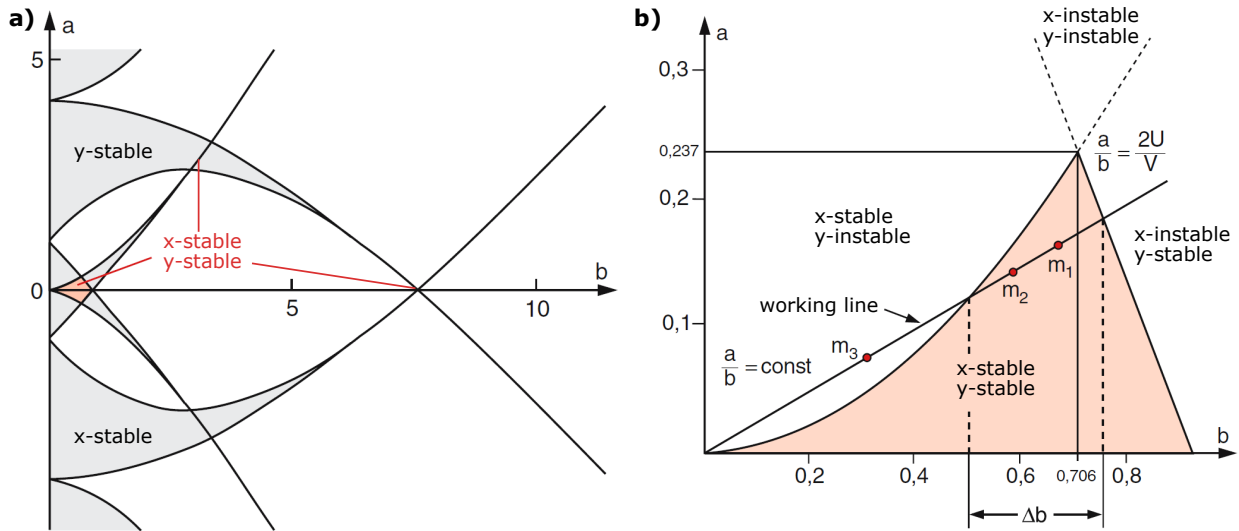 a)
a
5
y-stable
x-stable
y-stable
0
5
10
b
x-stable
b)
a
x-instable
y-instable
0,3
0,237
a/b = 2U/V
0,2
x-stable
y-instable
x-instable
y-stable
m1
m2
working line
0,1
m3
a/b = const
x-stable
y-stable
b
0,2
0,4
0,6
0,706
0,8
Δb